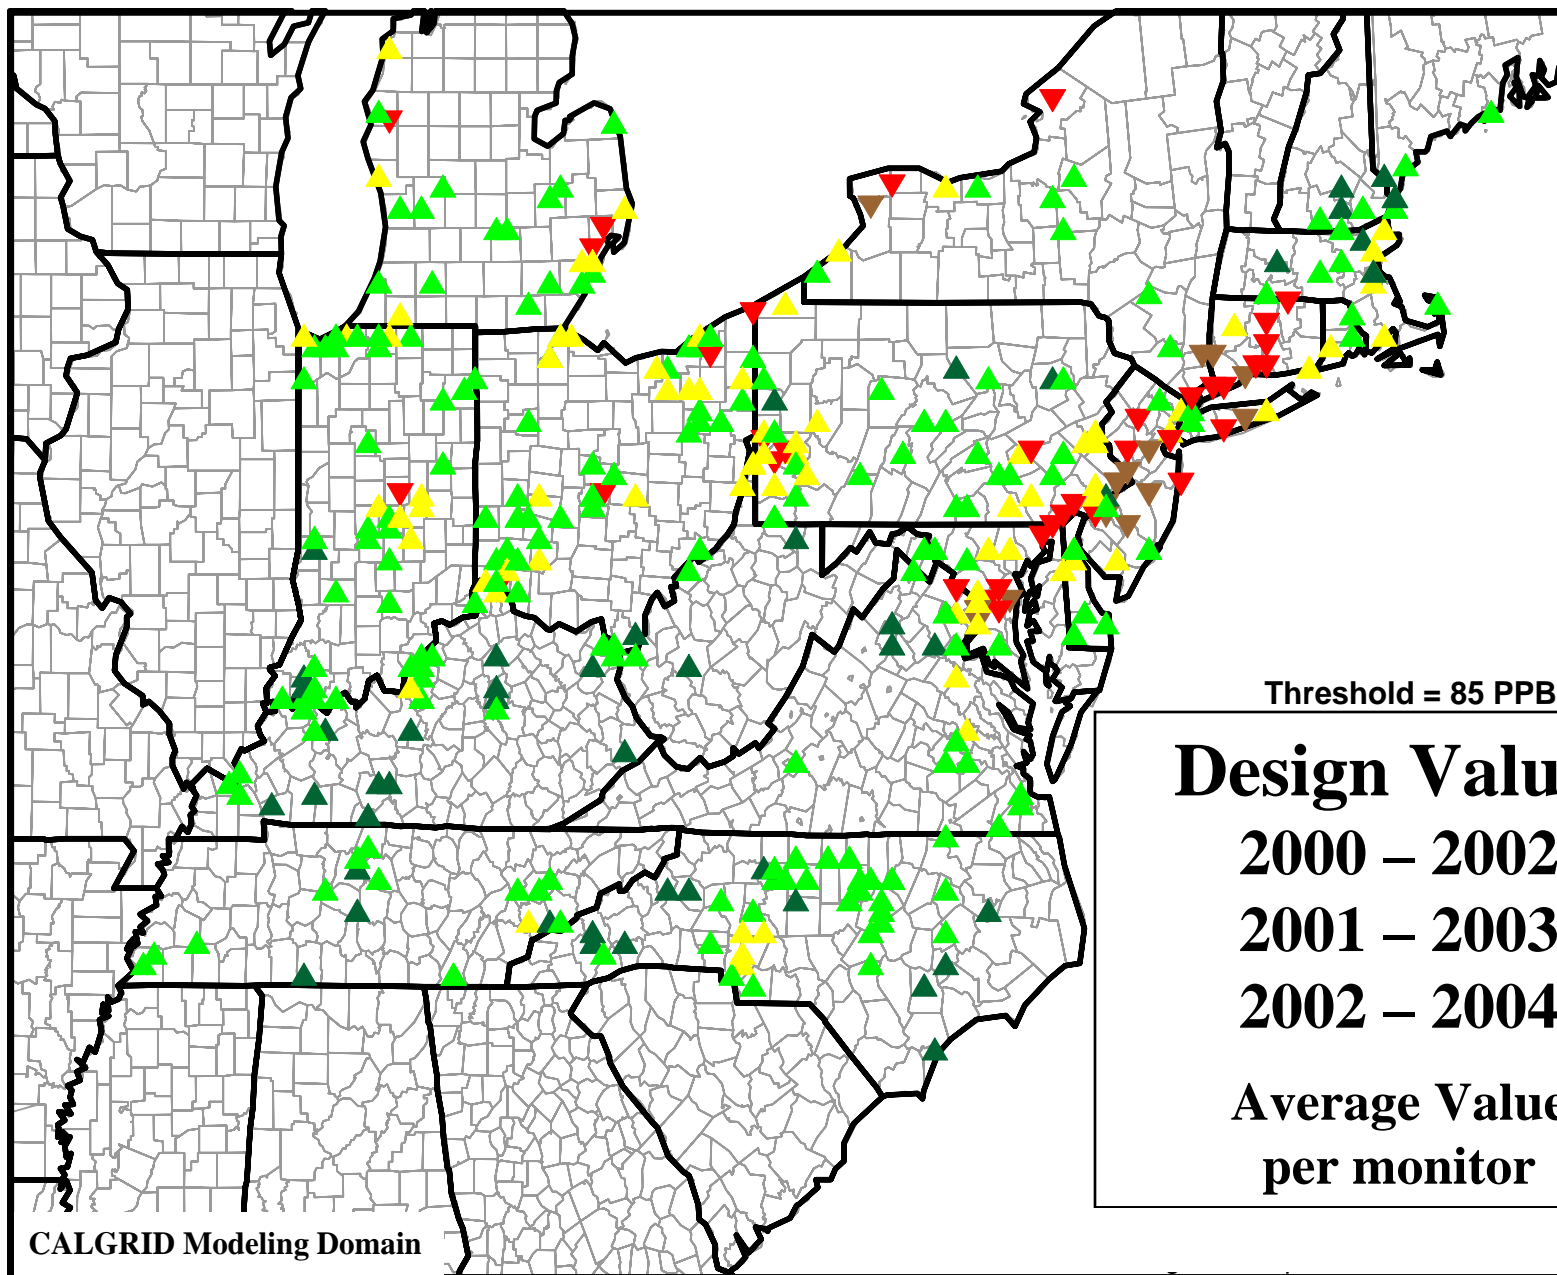 Threshold = 85 PPB
Design Valu
2000 – 2002
2001 – 2003
2002 – 2004
Average Value
per monitor
CALGRID Modeling Domain